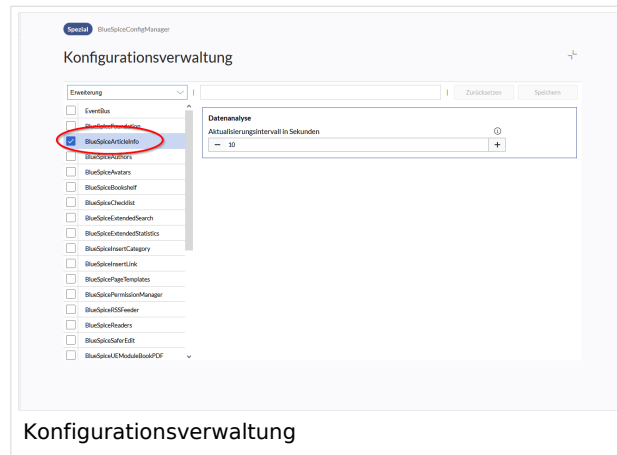 Spezial BlueSpiceConfigManager
Konfigurationsverwaltung
Erweiterung
Zurücksetzen Speichern
EventBus
BlueSpiceFoundation
BlueSpiceArticleInfo
BlueSpiceAuthors
BlueSpiceAvatars
BlueSpiceBookshelf
BlueSpiceChecklist
BlueSpiceExtendedSearch
BlueSpiceExtendedStatistics
BlueSpiceInsertCategory
BlueSpiceInsertLink
BlueSpicePageTemplates
BlueSpicePermissionManager
BlueSpiceRSSFeeder
BlueSpiceReaders
BlueSpiceSaferEdit
BlueSpiceUEModuleBookPDF
Datenanalyse
Aktualisierungsintervall in Sekunden
− 10 +
Konfigurationsverwaltung